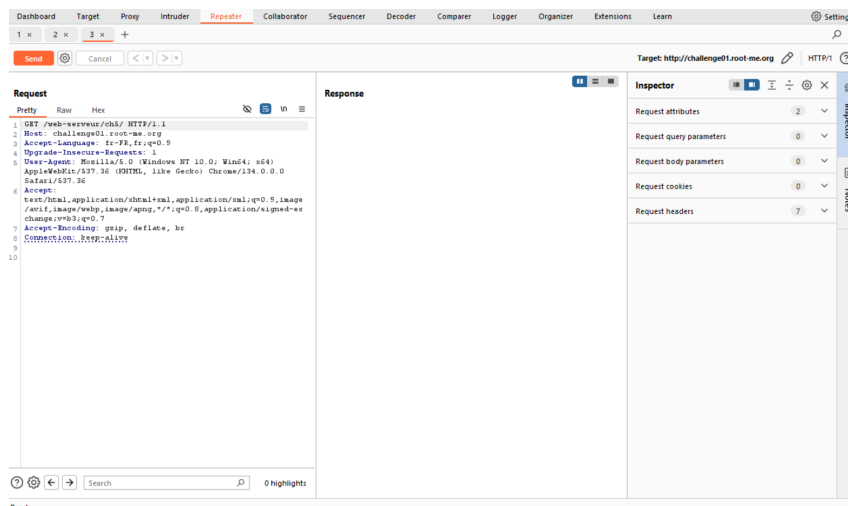 Dashboard Target Proxy Intruder Repeater Collaborator Sequencer Decoder Comparer Logger Organizer Extensions Learn Setting
1 × 2 × 3 × +
Send Cancel < > Target: http://challenge01.root-me.org HTTP/1
Request
Response
Inspector
Pretty Raw Hex \n
1 GET /web-serveur/ch5/ HTTP/1.1
2 Host: challenge01.root-me.org
3 Accept-Language: fr-FR,fr;q=0.9
4 Upgrade-Insecure-Requests: 1
5 User-Agent: Mozilla/5.0 (Windows NT 10.0; Win64; x64)
AppleWebKit/537.36 (KHTML, like Gecko) Chrome/134.0.0.0
Safari/537.36
6 Accept:
text/html,application/xhtml+xml,application/xml;q=0.9,image
/avif,image/webp,image/apng,*/*;q=0.8,application/signed-ex
change;v=b3;q=0.7
7 Accept-Encoding: gzip, deflate, br
8 Connection: keep-alive
9
10
Request attributes 2
Request query parameters 0
Request body parameters 0
Request cookies 0
Request headers 7
Inspector
Notes
Search 0 highlights